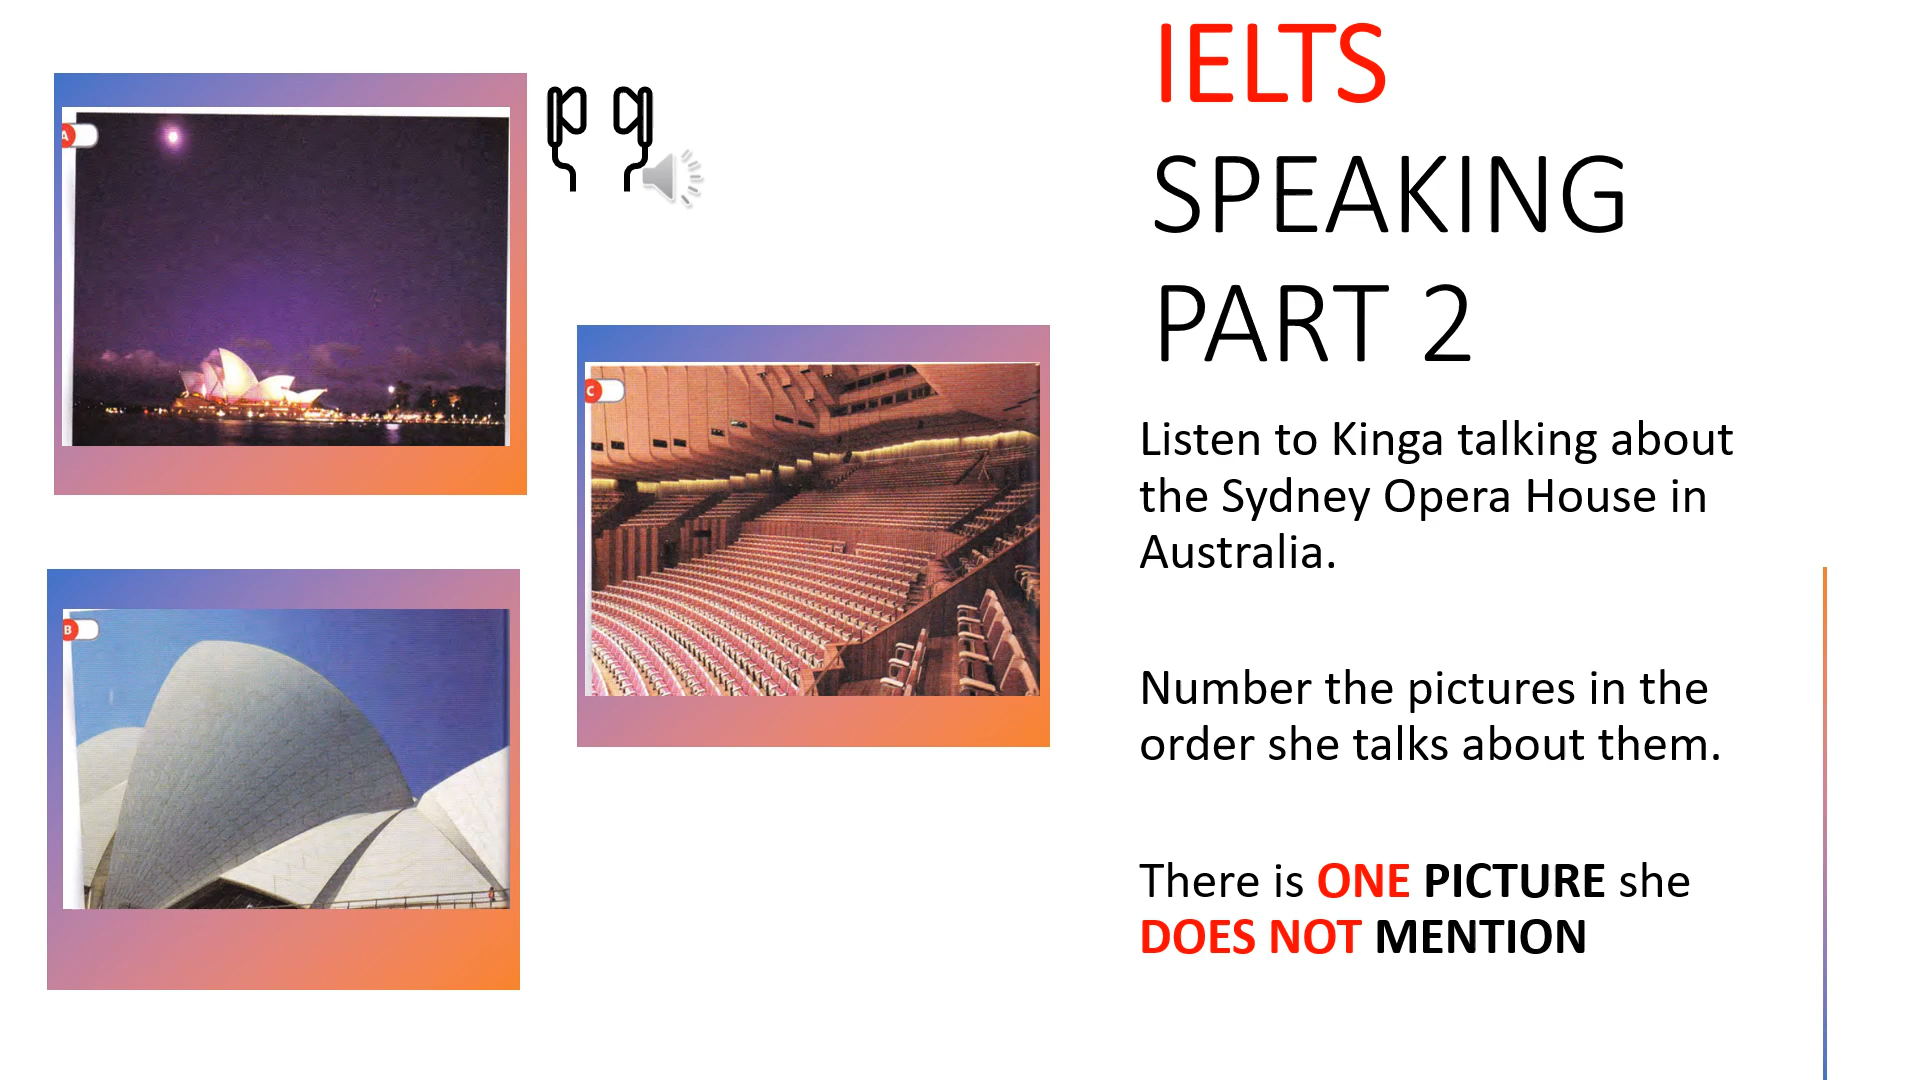 IELTS
SPEAKING
PART 2
Listen to Kinga talking about
the Sydney Opera House in
Australia.
Number the pictures in the
order she talks about them.
There is ONE PICTURE she
DOES NOT MENTION
A
C
B